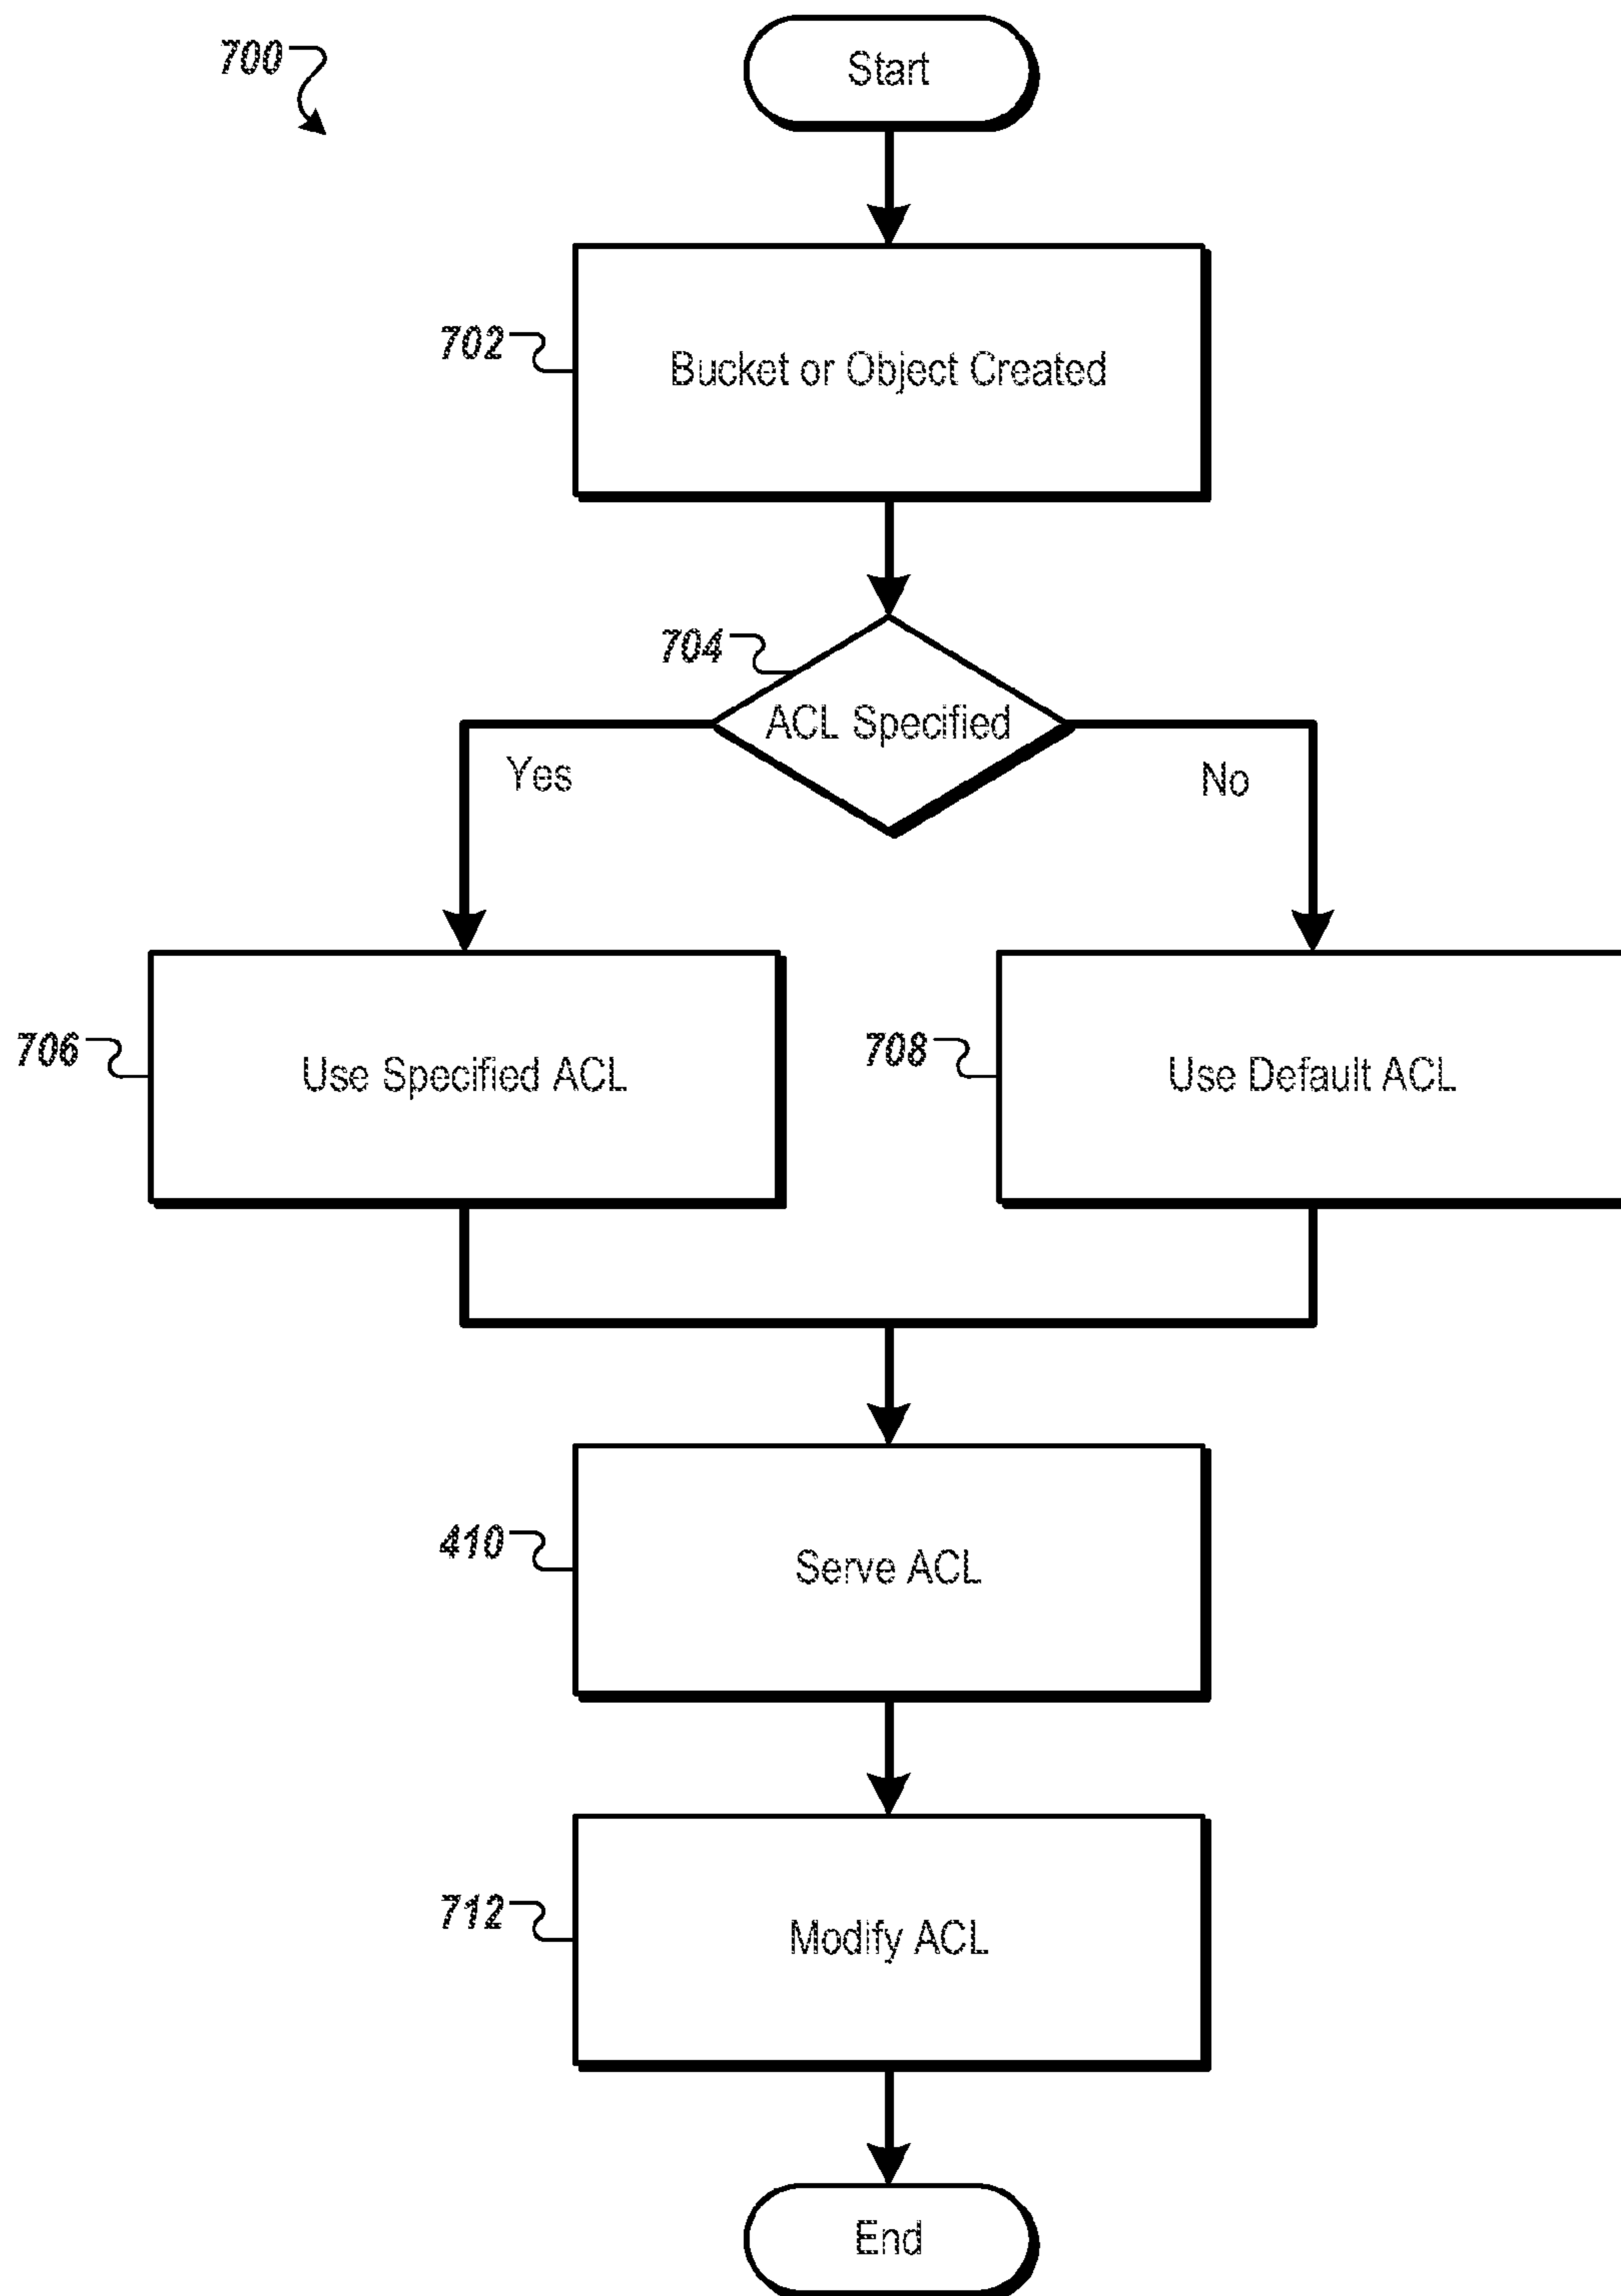 700
Start
702
Bucket or Object Created
704
ACL Specified
Yes
No
706
Use Specified ACL
708
Use Default ACL
410
Serve ACL
712
Modify ACL
End